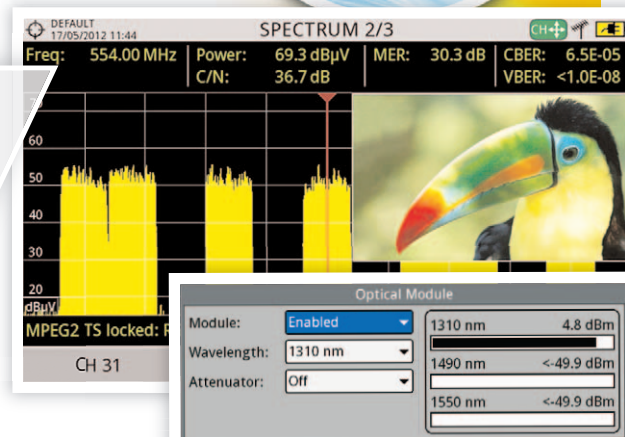 DEFAULT
17/05/2012 11:44
SPECTRUM 2/3
CH
Freq: 554.00 MHz
Power: 69.3 dBµV
MER: 30.3 dB
CBER: 6.5E-05
C/N: 36.7 dB
VBER: <1.0E-08
70
60
50
40
30
20
dBµV
MPEG2 TS locked:
CH 31
Optical Module
Module: Enabled
Wavelength: 1310 nm
Attenuator: Off
1310 nm 4.8 dBm
1490 nm <-49.9 dBm
1550 nm <-49.9 dBm